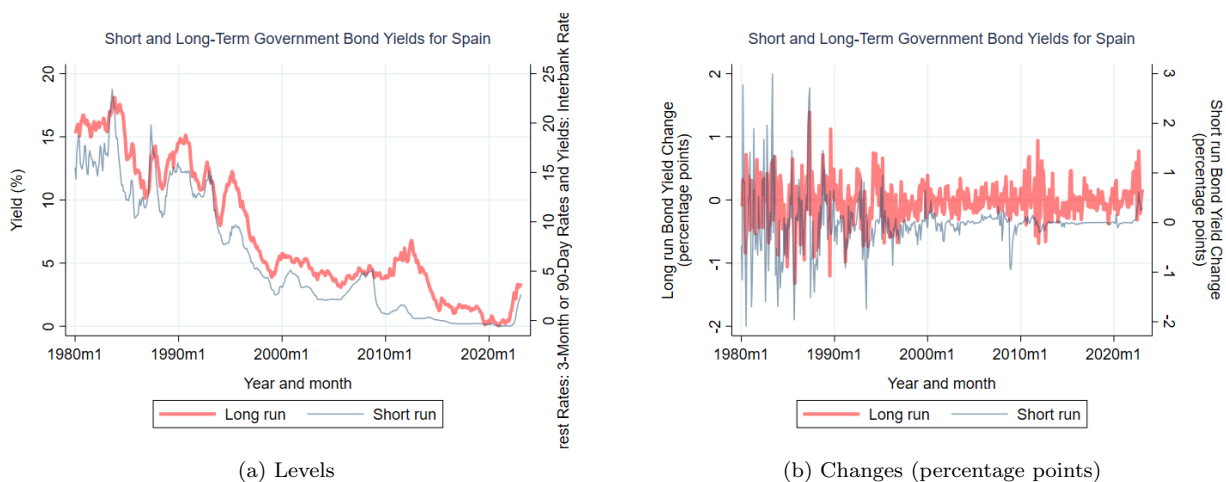 Short and Long-Term Government Bond Yields for Spain
20
15
10
5
0
Yield (%)
25
20
15
10
5
0
rest Rates: 3-Month or 90-Day Rates and Yields: Interbank Rate
1980m1 1990m1 2000m1 2010m1 2020m1
Year and month
Long run Short run
(a) Levels
Short and Long-Term Government Bond Yields for Spain
2
1
0
-1
-2
Long run Bond Yield Change
(percentage points)
3
2
1
0
-1
-2
Short run Bond Yield Change
(percentage points)
1980m1 1990m1 2000m1 2010m1 2020m1
Year and month
Long run Short run
(b) Changes (percentage points)